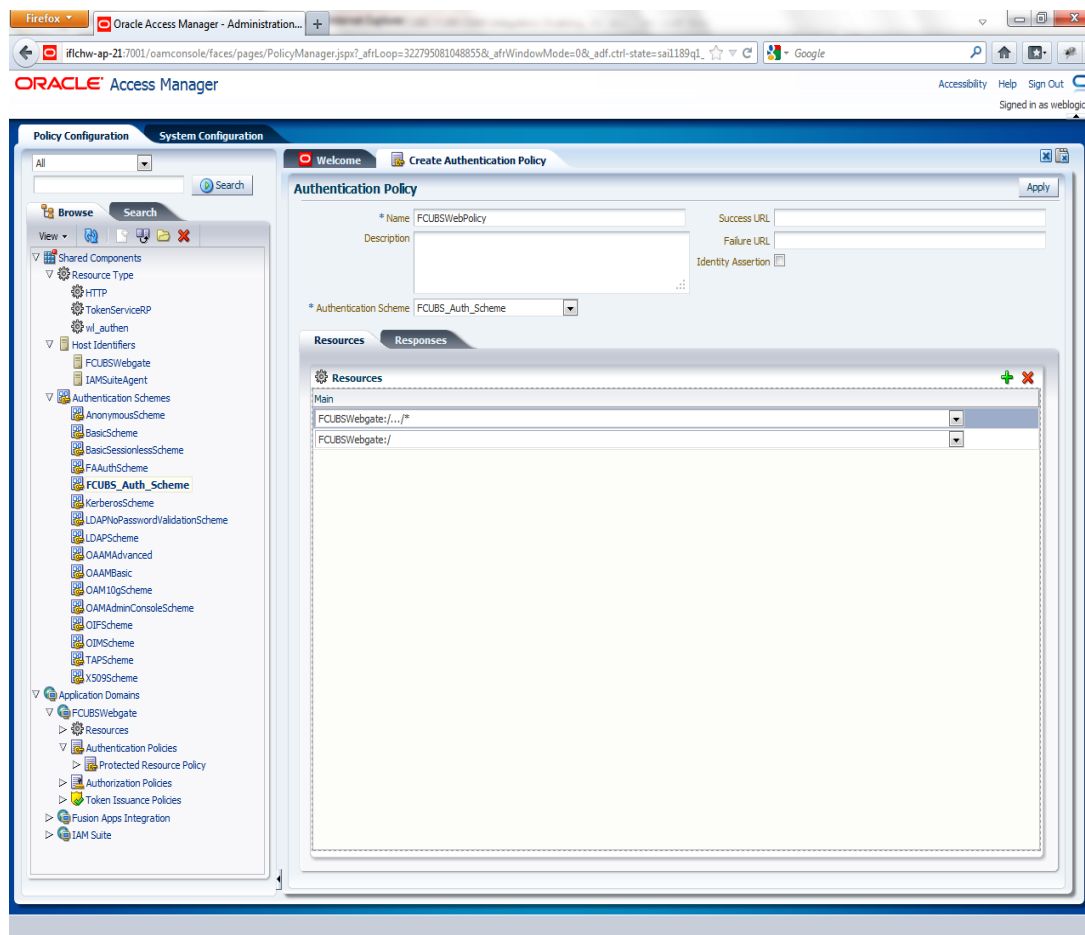 Firefox
Oracle Access Manager - Administration...
iflchw-ap-21:7001/oamconsole/faces/pages/PolicyManager.jspx?_afrLoop=322795081048855&_afrWindowMode=0&_adf.ctrl-state=sai1189q1_
Google
ORACLE Access Manager
Accessibility Help Sign Out
Signed in as weblogic
Policy Configuration System Configuration
All
Search
Welcome Create Authentication Policy
Authentication Policy
Apply
* Name FCUBSWebPolicy
Success URL
Description
Failure URL
Identity Assertion
* Authentication Scheme FCUBS_Auth_Scheme
Resources Responses
Resources
Main
FCUBSWebgate:/.../*
FCUBSWebgate:/
Browse Search
View
Shared Components
Resource Type
HTTP
TokenServiceRP
wl_authen
Host Identifiers
FCUBSWebgate
IAMSuiteAgent
Authentication Schemes
AnonymousScheme
BasicScheme
BasicSessionlessScheme
FAAuthScheme
FCUBS_Auth_Scheme
KerberosScheme
LDAPNoPasswordValidationScheme
LDAPScheme
OAAMAdvanced
OAAMBasic
OAM10gScheme
OAMAdminConsoleScheme
OIFScheme
OIMScheme
TAPScheme
X509Scheme
Application Domains
FCUBSWebgate
Resources
Authentication Policies
Protected Resource Policy
Authorization Policies
Token Issuance Policies
Fusion Apps Integration
IAM Suite